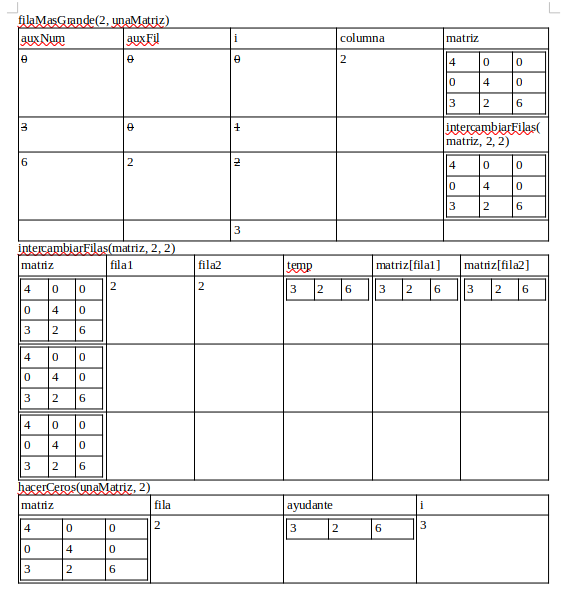 filaMasGrande(2, unaMatriz)
auxNum auxFil i columna matriz
0 0 0 2
4 0 0
0 4 0
3 2 6
3 0 1 intercambiarFilas(
matriz, 2, 2)
6 2 2
4 0 0
0 4 0
3 2 6
3
intercambiarFilas(matriz, 2, 2)
matriz fila1 fila2 temp matriz[fila1] matriz[fila2]
4 0 0 2 2 3 2 6 3 2 6 3 2 6
0 4 0
3 2 6
4 0 0
0 4 0
3 2 6
4 0 0
0 4 0
3 2 6
hacerCeros(unaMatriz, 2)
matriz fila ayudante i
4 0 0 2 3 2 6 3
0 4 0
3 2 6